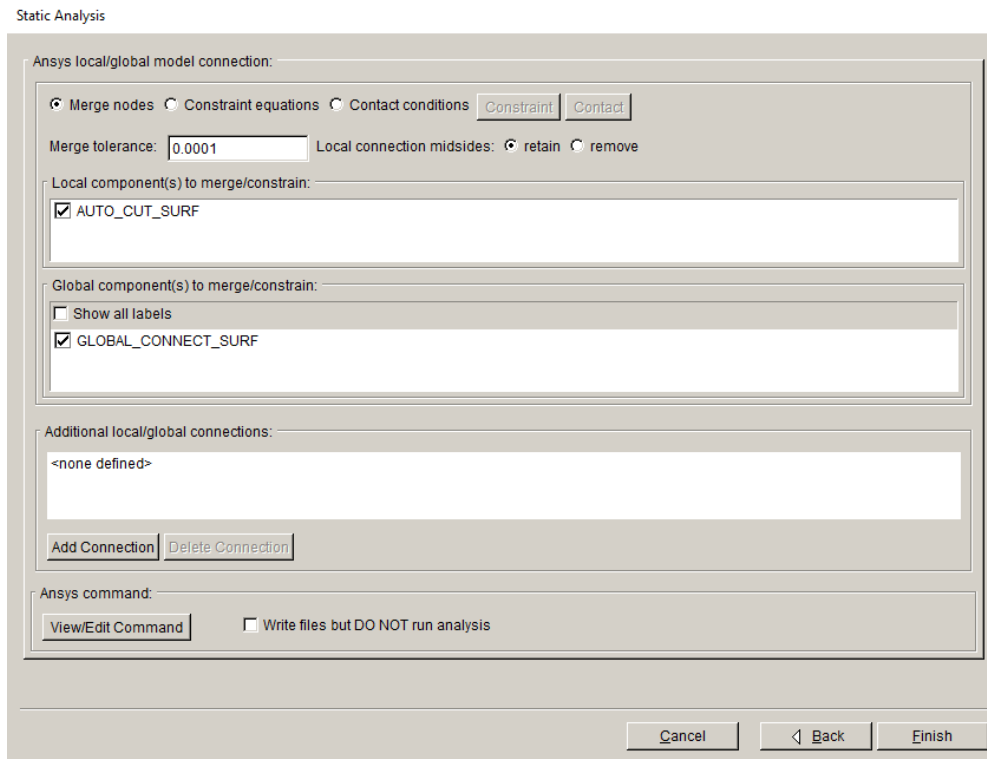 Static Analysis
Ansys local/global model connection:
Merge nodes Constraint equations Contact conditions Constraint Contact
Merge tolerance: 0.0001 Local connection midsides: retain remove
Local component(s) to merge/constrain:
AUTO_CUT_SURF
Global component(s) to merge/constrain:
Show all labels
GLOBAL_CONNECT_SURF
Additional local/global connections:
<none defined>
Add Connection Delete Connection
Ansys command:
View/Edit Command Write files but DO NOT run analysis
Cancel Back Finish